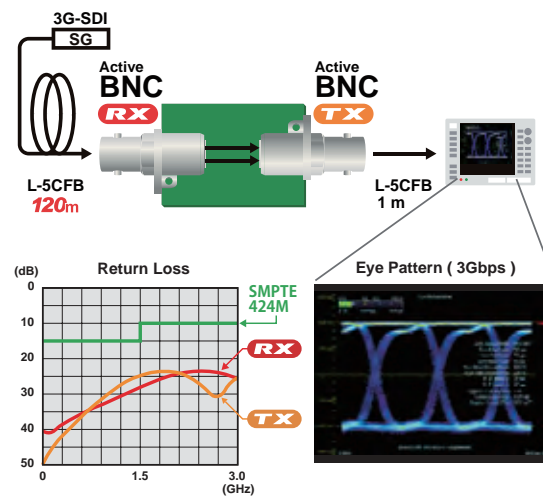 3G-SDI
SG
Active
BNC
RX
Active
BNC
TX
L-5CFB
120m
L-5CFB
1 m
(dB)
Return Loss
0
10
20
30
40
50
0
1.5
3.0
(GHz)
SMPTE
424M
RX
TX
Eye Pattern ( 3Gbps )